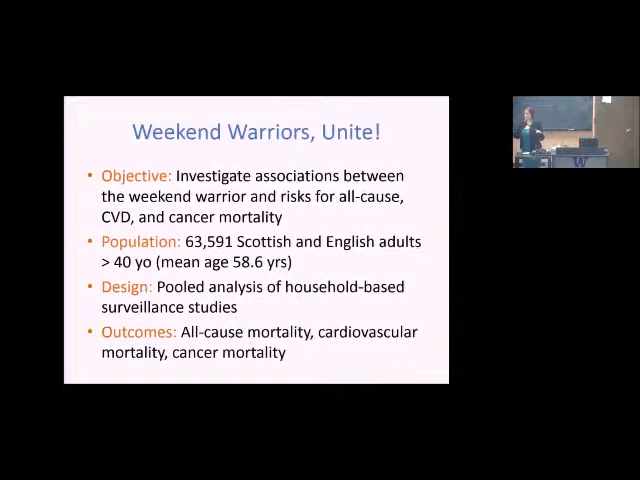 Weekend Warriors, Unite!
• Objective: Investigate associations between
the weekend warrior and risks for all-cause,
CVD, and cancer mortality
• Population: 63,591 Scottish and English adults
> 40 yo (mean age 58.6 yrs)
• Design: Pooled analysis of household-based
surveillance studies
• Outcomes: All-cause mortality, cardiovascular
mortality, cancer mortality
W